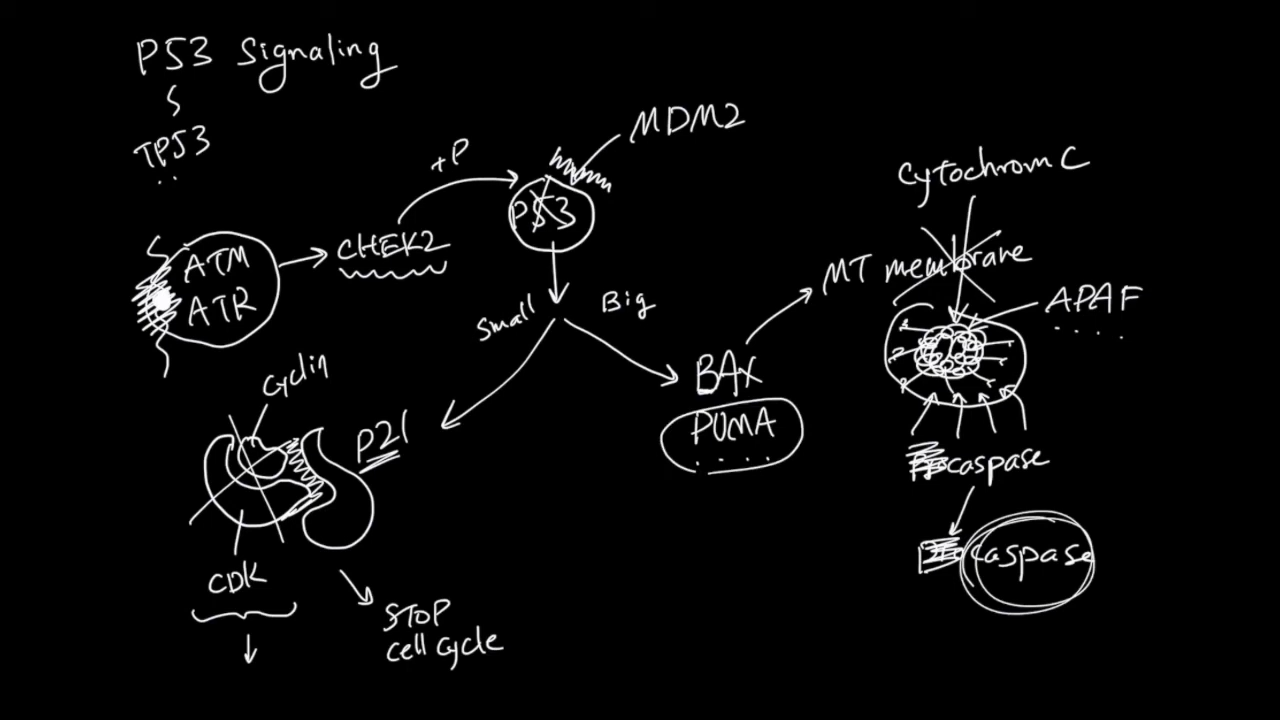 P53 Signaling
TP53
MDM2
+P
P53
ATM
ATR
CHEK2
Small
Big
Cyclin
P21
CDK
STOP
cell cycle
BAX
PUMA
MT membrane
Cytochrom C
APAF
caspase
caspase